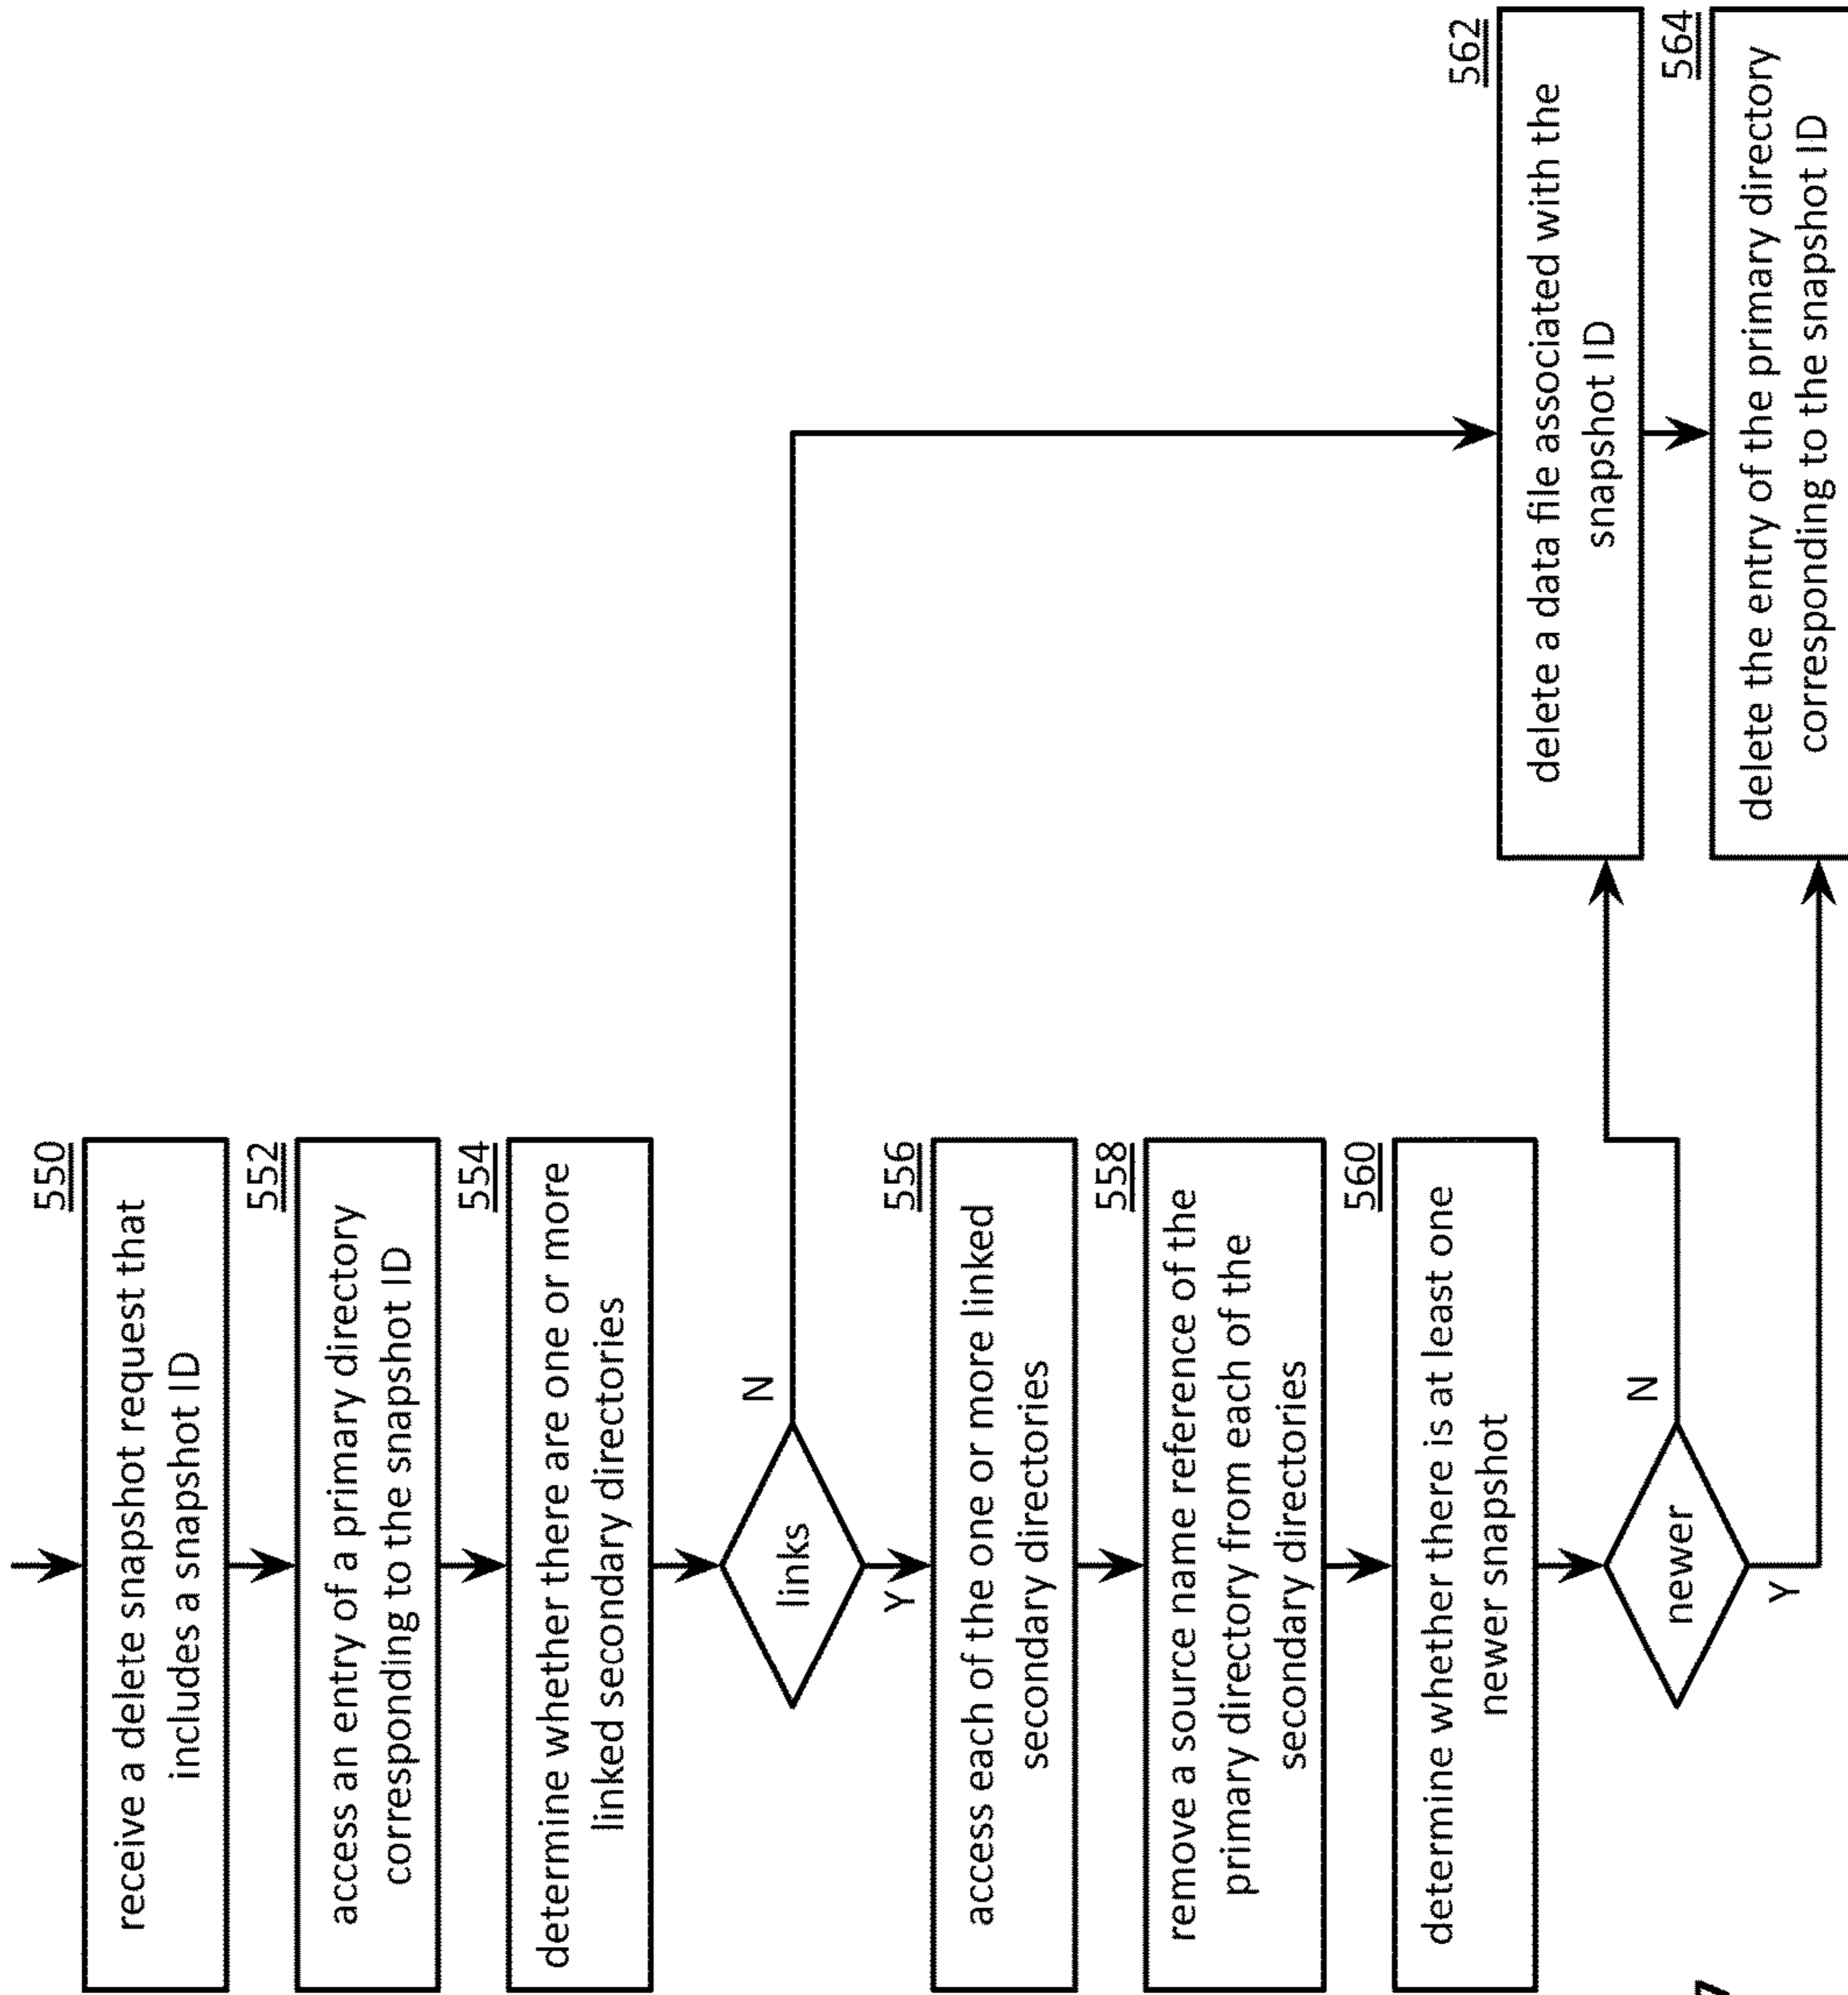 550
receive a delete snapshot request that
includes a snapshot ID
552
access an entry of a primary directory
corresponding to the snapshot ID
554
determine whether there are one or more
linked secondary directories
links
N
Y
556
access each of the one or more linked
secondary directories
558
remove a source name reference of the
primary directory from each of the
secondary directories
560
determine whether there is at least one
newer snapshot
newer
N
Y
562
delete a data file associated with the
snapshot ID
564
delete the entry of the primary directory
corresponding to the snapshot ID